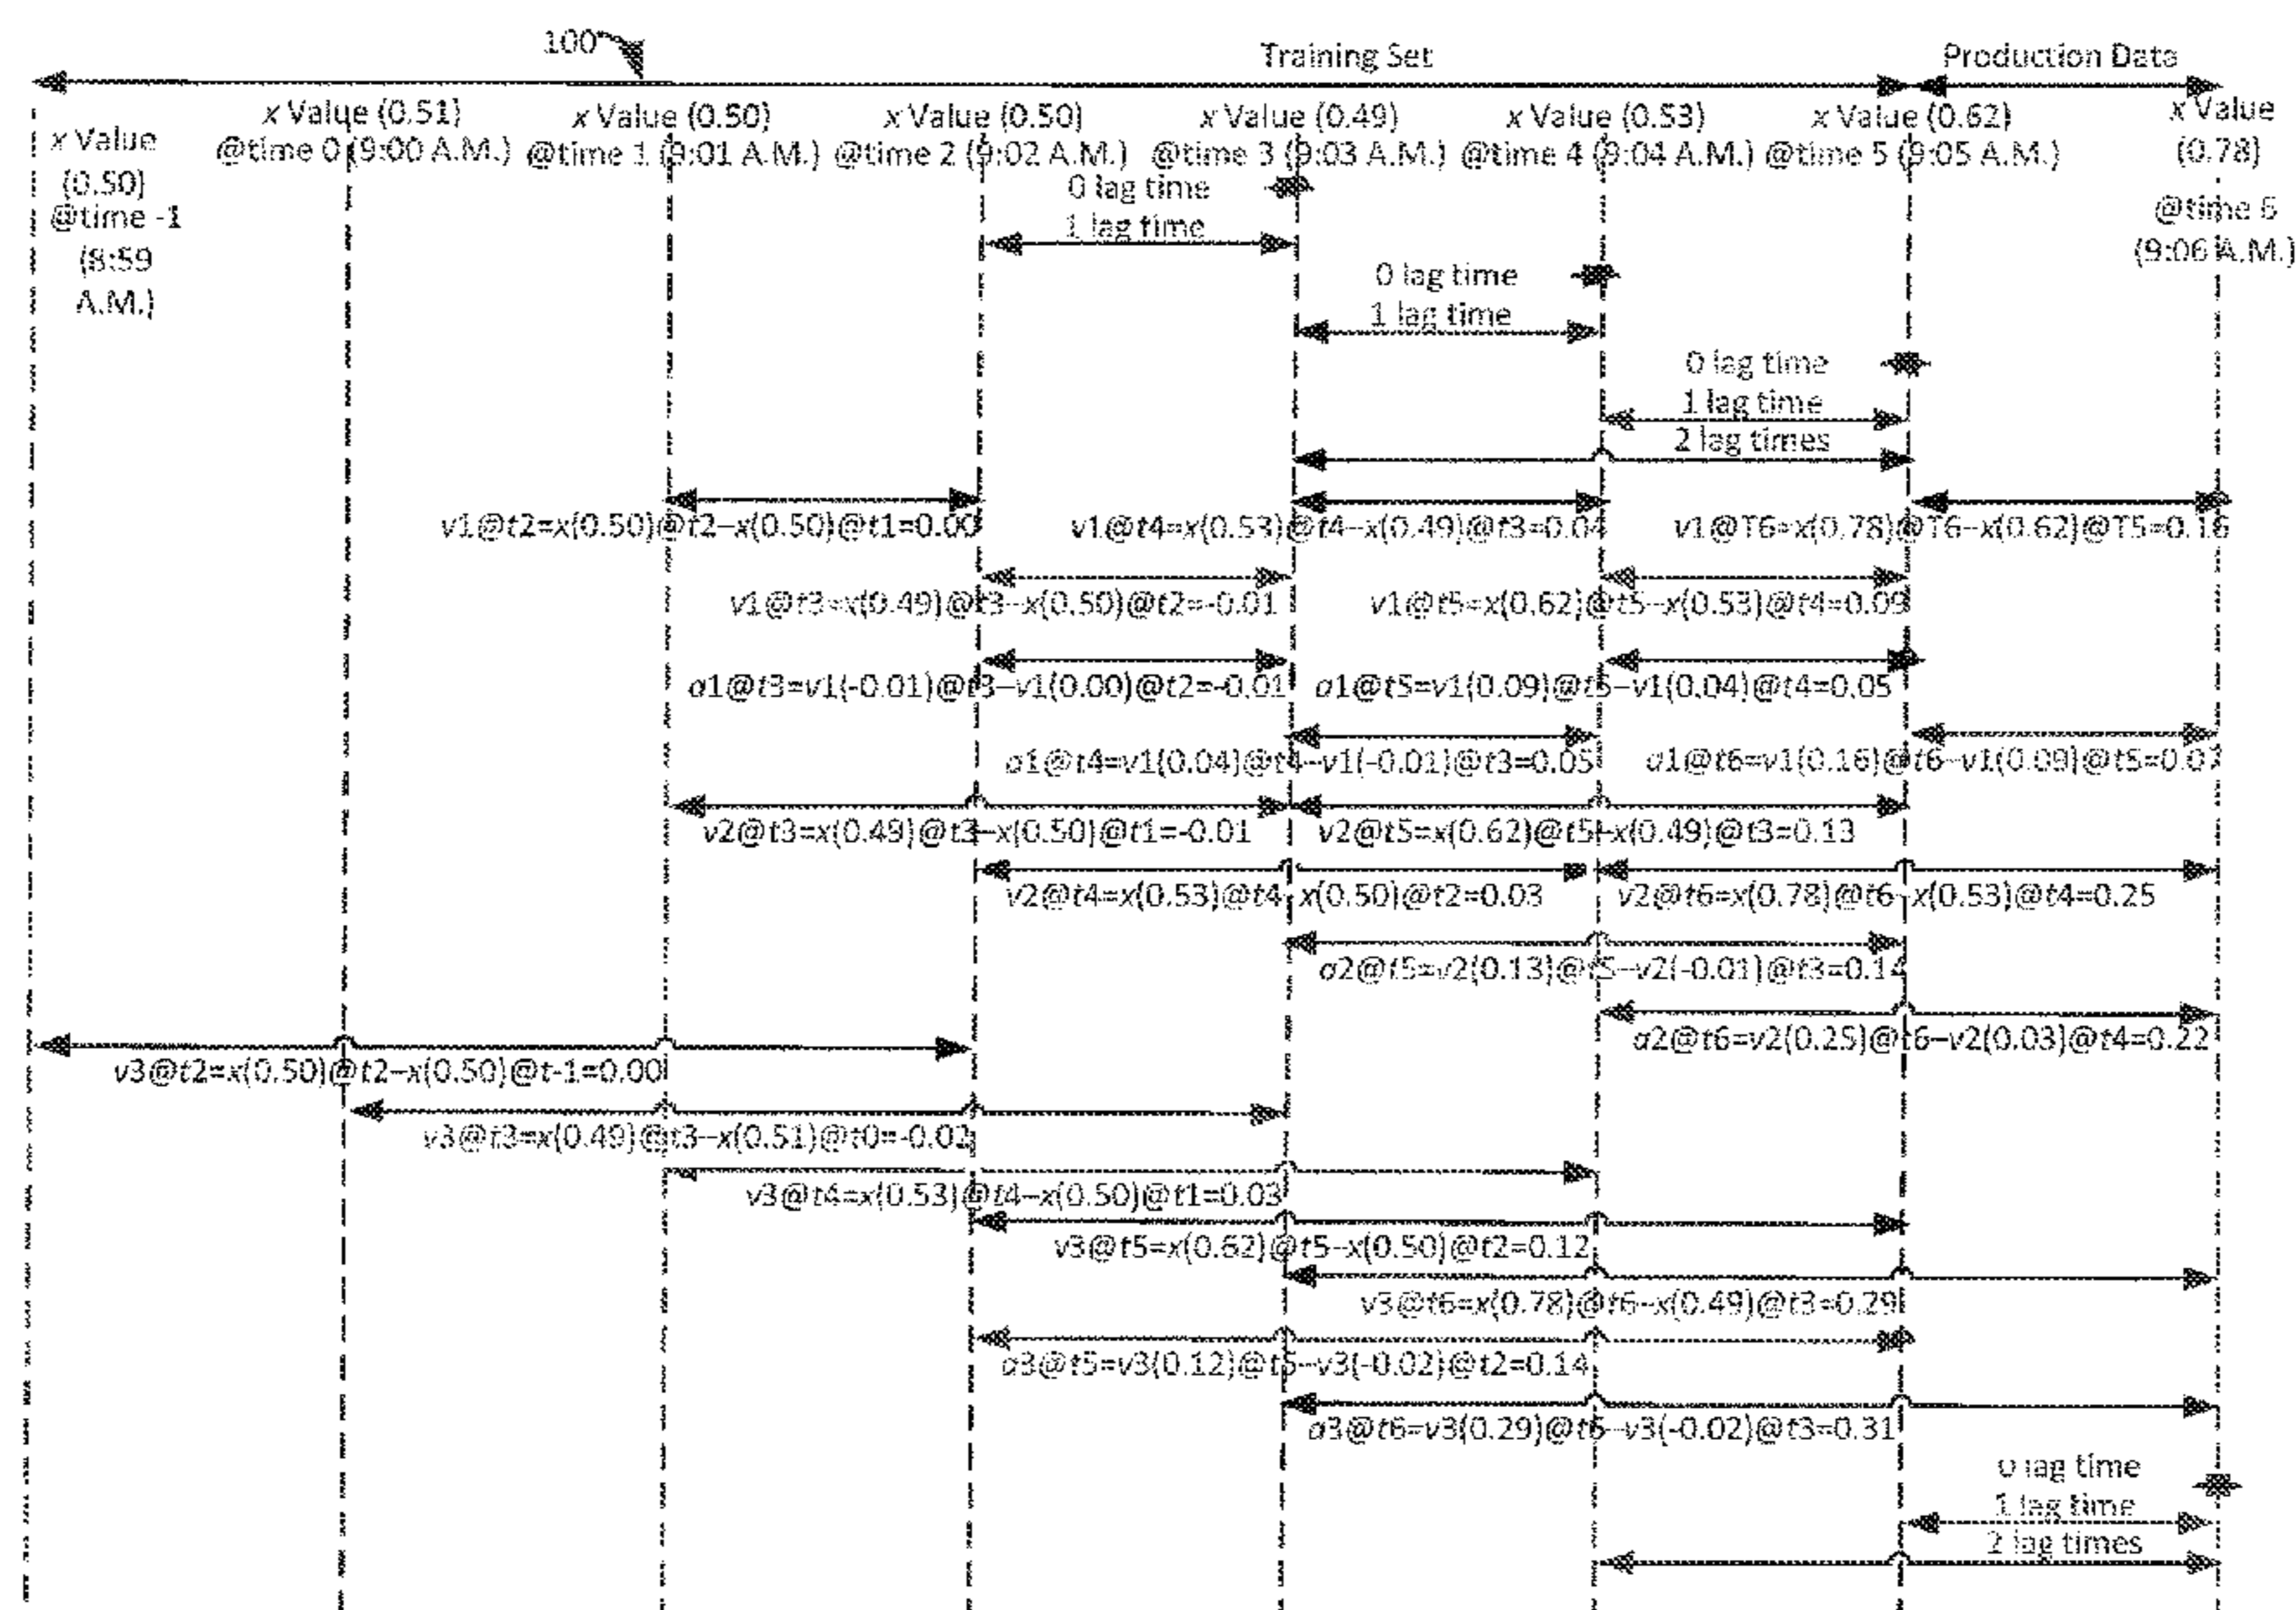 100
Training Set
Production Data
x Value
(0.50)
@time -1
(8:59
A.M.)
x Value (0.51)
@time 0 (9:00 A.M.)
x Value (0.50)
@time 1 (9:01 A.M.)
x Value (0.50)
@time 2 (9:02 A.M.)
x Value (0.49)
@time 3 (9:03 A.M.)
x Value (0.53)
@time 4 (9:04 A.M.)
x Value (0.62)
@time 5 (9:05 A.M.)
x Value
(0.78)
@time 6
(9:06 A.M.)
0 lag time
1 lag time
0 lag time
1 lag time
0 lag time
1 lag time
2 lag times
v1@t2=x(0.50)@t2–x(0.50)@t1=0.00
v1@t4=x(0.53)@t4–x(0.49)@t3=0.04
v1@T6=x(0.78)@T6–x(0.62)@T5=0.16
v1@t3=x(0.49)@t3–x(0.50)@t2=-0.01
v1@t5=x(0.62)@t5–x(0.53)@t4=0.09
a1@t3=v1(-0.01)@t3–v1(0.00)@t2=-0.01
a1@t5=v1(0.09)@t5–v1(0.04)@t4=0.05
a1@t4=v1(0.04)@t4–v1(-0.01)@t3=0.05
a1@t6=v1(0.16)@t6–v1(0.09)@t5=0.07
v2@t3=x(0.49)@t3–x(0.50)@t1=-0.01
v2@t5=x(0.62)@t5–x(0.49)@t3=0.13
v2@t4=x(0.53)@t4–x(0.50)@t2=0.03
v2@t6=x(0.78)@t6–x(0.53)@t4=0.25
a2@t5=v2(0.13)@t5–v2(-0.01)@t3=0.14
a2@t6=v2(0.25)@t6–v2(0.03)@t4=0.22
v3@t2=x(0.50)@t2–x(0.50)@t-1=0.00
v3@t3=x(0.49)@t3–x(0.51)@t0=-0.02
v3@t4=x(0.53)@t4–x(0.50)@t1=0.03
v3@t5=x(0.62)@t5–x(0.50)@t2=0.12
v3@t6=x(0.78)@t6–x(0.49)@t3=0.29
a3@t5=v3(0.12)@t5–v3(-0.02)@t2=0.14
a3@t6=v3(0.29)@t6–v3(-0.02)@t3=0.31
0 lag time
1 lag time
2 lag times